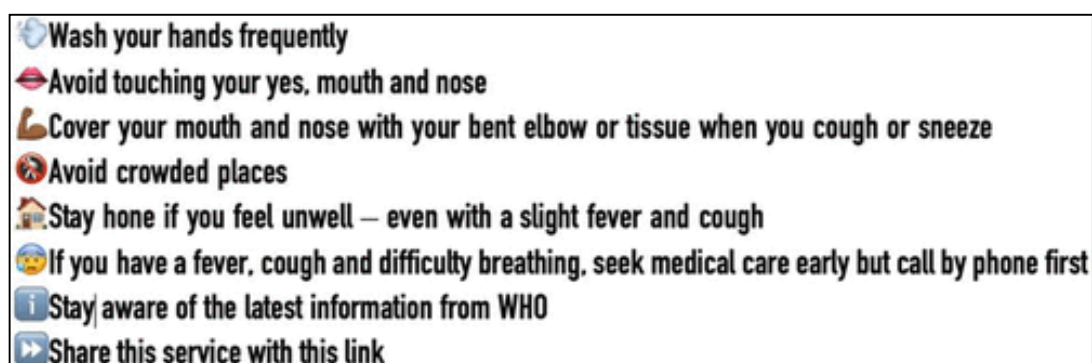 Wash your hands frequently
Avoid touching your yes, mouth and nose
Cover your mouth and nose with your bent elbow or tissue when you cough or sneeze
Avoid crowded places
Stay hone if you feel unwell – even with a slight fever and cough
If you have a fever, cough and difficulty breathing, seek medical care early but call by phone first
Stay aware of the latest information from WHO
Share this service with this link